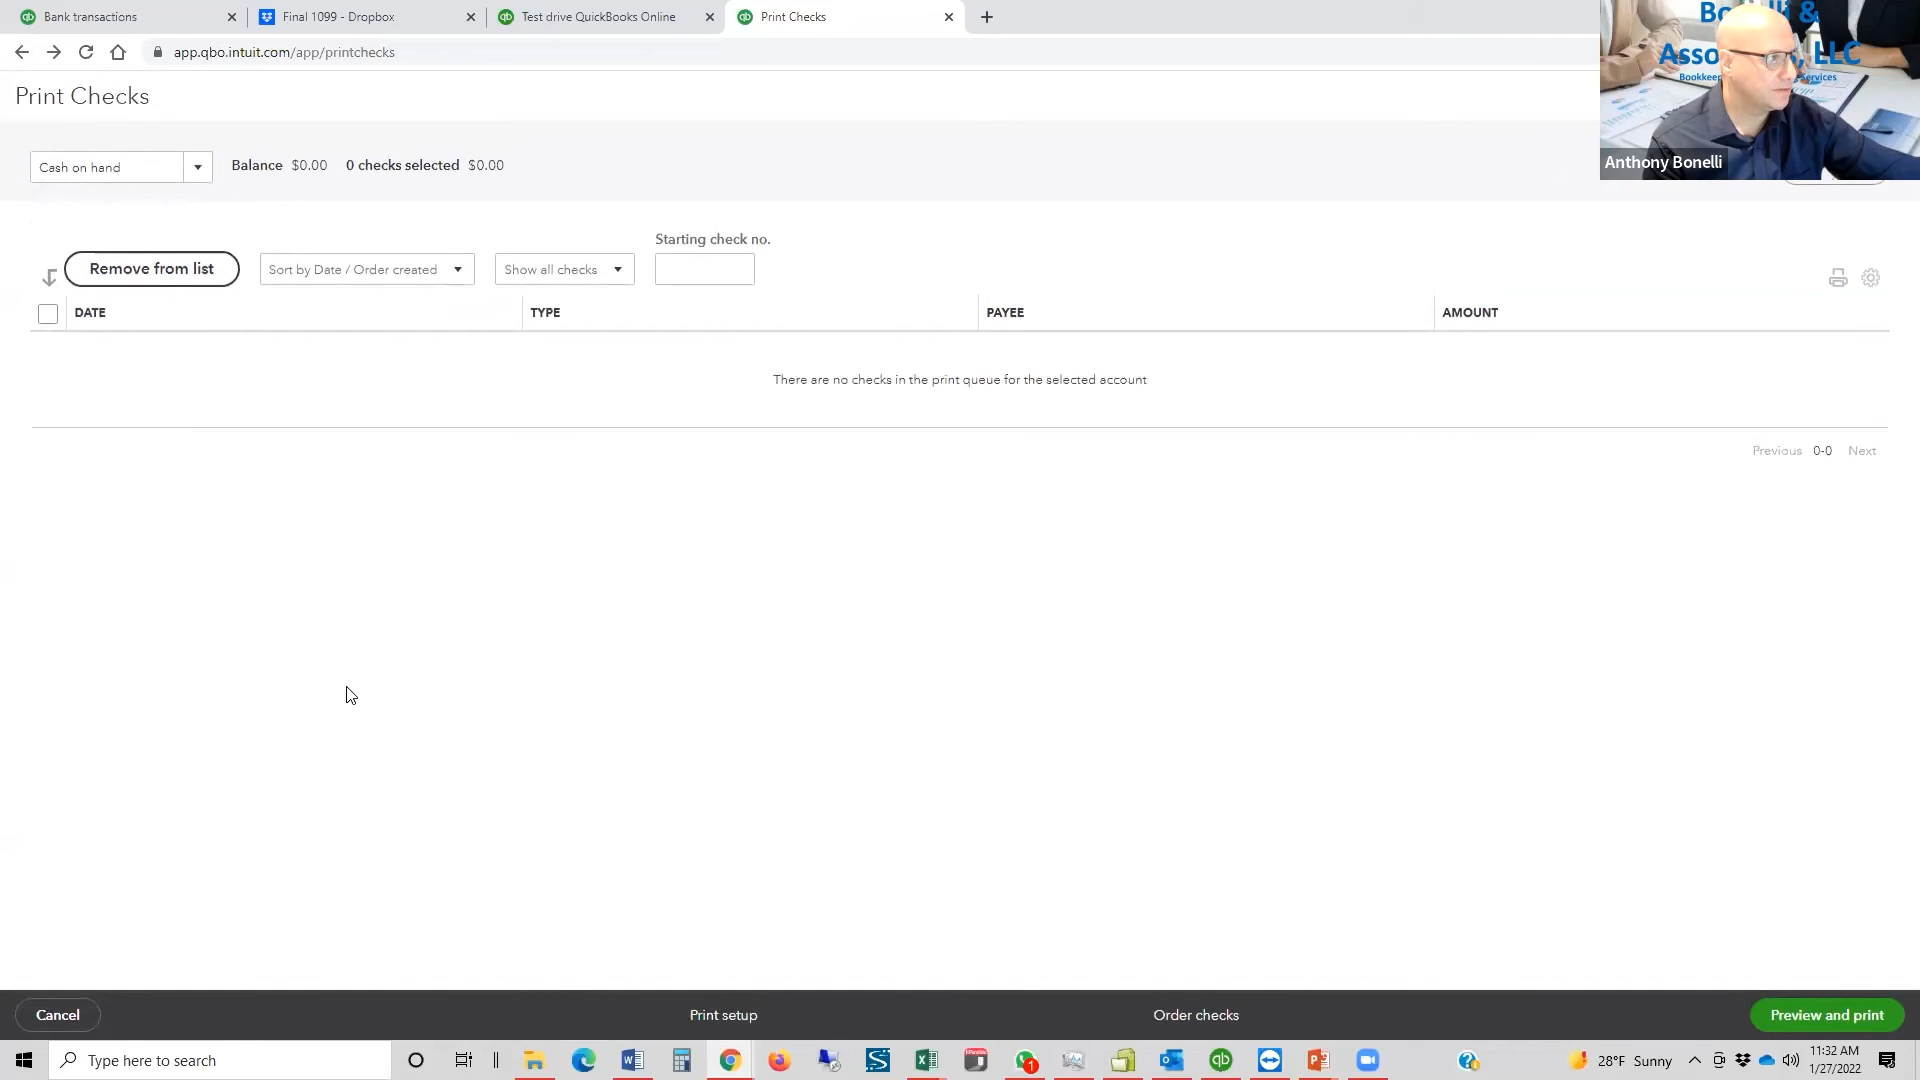 Bank transactions
Final 1099 - Dropbox
Test drive QuickBooks Online
Print Checks
app.qbo.intuit.com/app/printchecks
Print Checks
Cash on hand
Balance $0.00 0 checks selected $0.00
Anthony Bonelli
Starting check no.
Remove from list
Sort by Date / Order created
Show all checks
DATE TYPE PAYEE AMOUNT
There are no checks in the print queue for the selected account
Previous 0-0 Next
Cancel
Print setup
Order checks
Preview and print
Type here to search
28°F Sunny
11:32 AM
1/27/2022